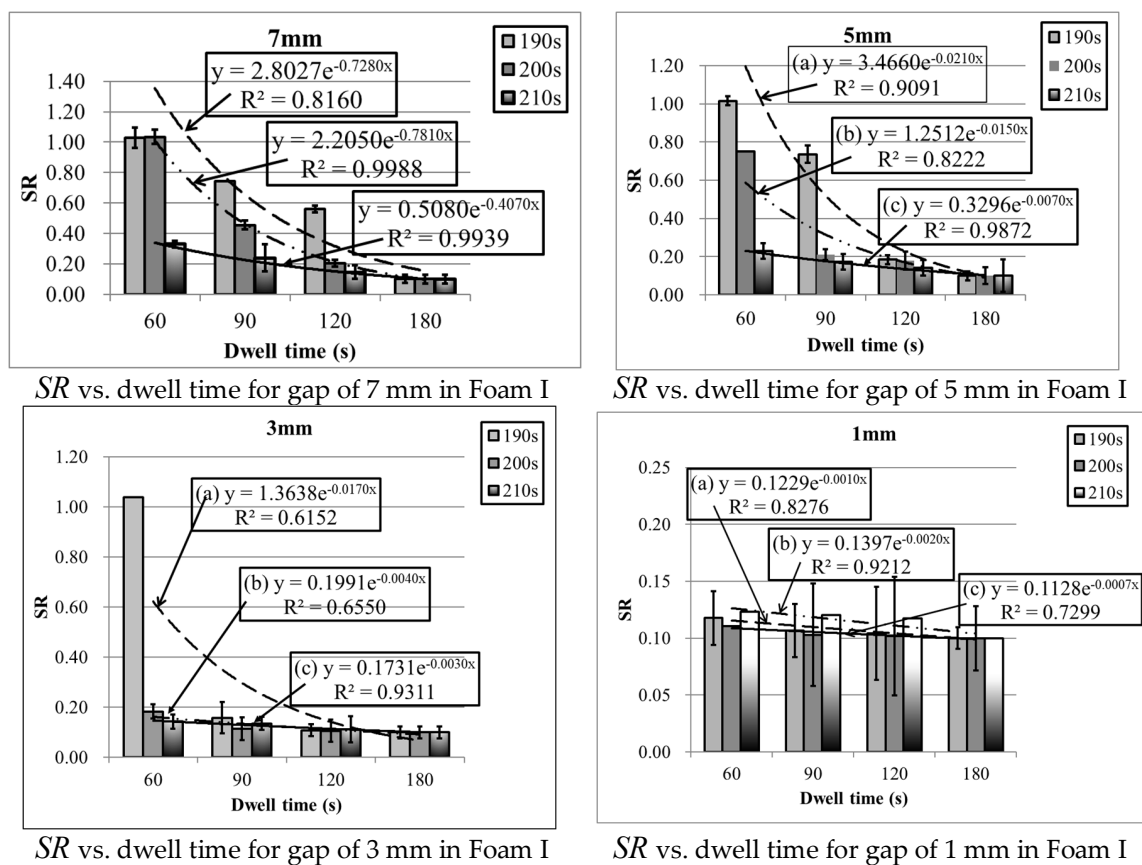 7mm
190s
200s
210s
y = 2.8027e^-0.7280x
R² = 0.8160
y = 2.2050e^-0.7810x
R² = 0.9988
y = 0.5080e^-0.4070x
R² = 0.9939
SR
1.40
1.20
1.00
0.80
0.60
0.40
0.20
0.00
60 90 120 180
Dwell time (s)
SR vs. dwell time for gap of 7 mm in Foam I
5mm
190s
200s
210s
(a) y = 3.4660e^-0.0210x
R² = 0.9091
(b) y = 1.2512e^-0.0150x
R² = 0.8222
(c) y = 0.3296e^-0.0070x
R² = 0.9872
SR
1.20
1.00
0.80
0.60
0.40
0.20
0.00
60 90 120 180
Dwell time (s)
SR vs. dwell time for gap of 5 mm in Foam I
3mm
190s
200s
210s
(a) y = 1.3638e^-0.0170x
R² = 0.6152
(b) y = 0.1991e^-0.0040x
R² = 0.6550
(c) y = 0.1731e^-0.0030x
R² = 0.9311
SR
1.20
1.00
0.80
0.60
0.40
0.20
0.00
60 90 120 180
Dwell time (s)
SR vs. dwell time for gap of 3 mm in Foam I
1mm
190s
200s
210s
(a) y = 0.1229e^-0.0010x
R² = 0.8276
(b) y = 0.1397e^-0.0020x
R² = 0.9212
(c) y = 0.1128e^-0.0007x
R² = 0.7299
SR
0.25
0.20
0.15
0.10
0.05
0.00
60 90 120 180
Dwell time (s)
SR vs. dwell time for gap of 1 mm in Foam I